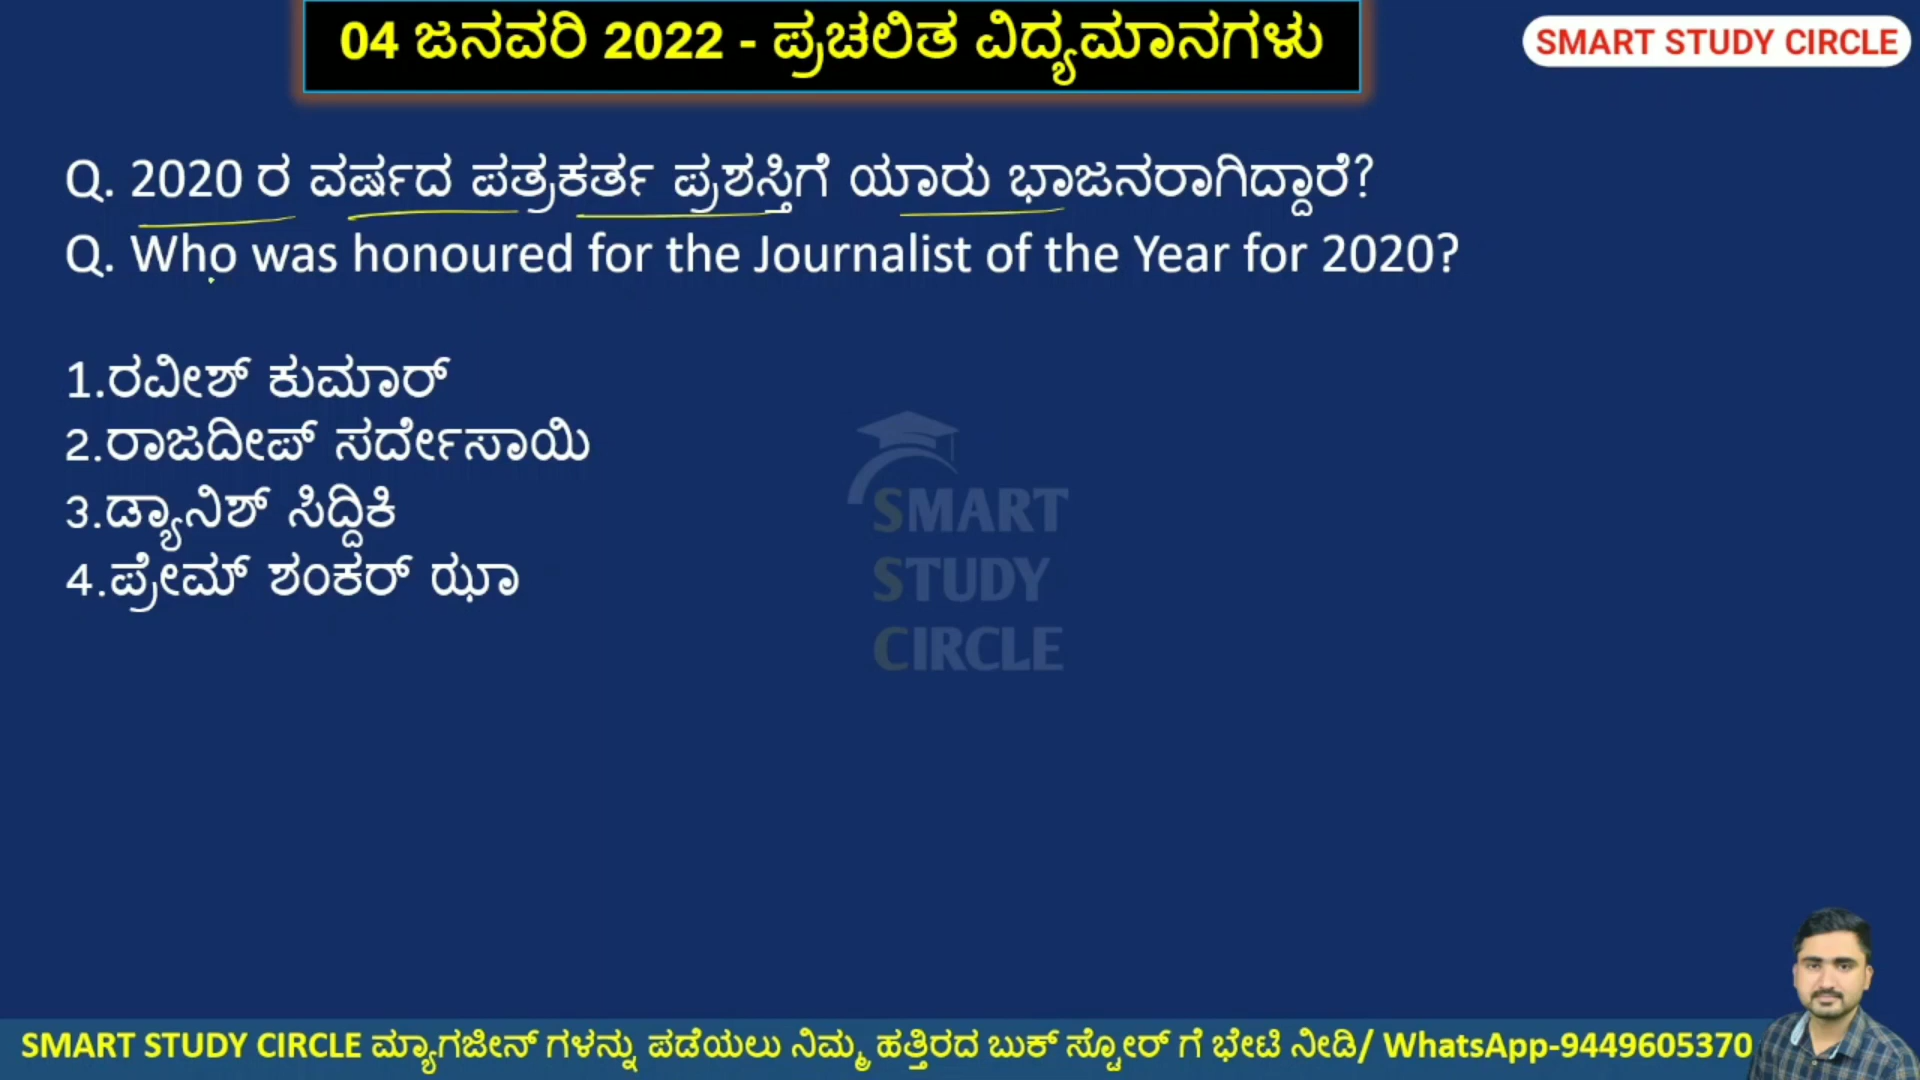 04 ಜನವರಿ 2022 - ಪ್ರಚಲಿತ ವಿದ್ಯಮಾನಗಳು
SMART STUDY CIRCLE
Q. 2020 ರ ವರ್ಷದ ಪತ್ರಕರ್ತ ಪ್ರಶಸ್ತಿಗೆ ಯಾರು ಭಾಜನರಾಗಿದ್ದಾರೆ?
Q. Who was honoured for the Journalist of the Year for 2020?
1.ರವೀಶ್ ಕುಮಾರ್
2.ರಾಜದೀಪ್ ಸರ್ದೇಸಾಯಿ
3.ಡ್ಯಾನಿಶ್ ಸಿದ್ದಿಕಿ
4.ಪ್ರೇಮ್ ಶಂಕರ್ ಝಾ
SMART
STUDY
CIRCLE
SMART STUDY CIRCLE ಮ್ಯಾಗಜೀನ್ ಗಳನ್ನು ಪಡೆಯಲು ನಿಮ್ಮ ಹತ್ತಿರದ ಬುಕ್ ಸ್ಟೋರ್ ಗೆ ಭೇಟಿ ನೀಡಿ/ WhatsApp-9449605370